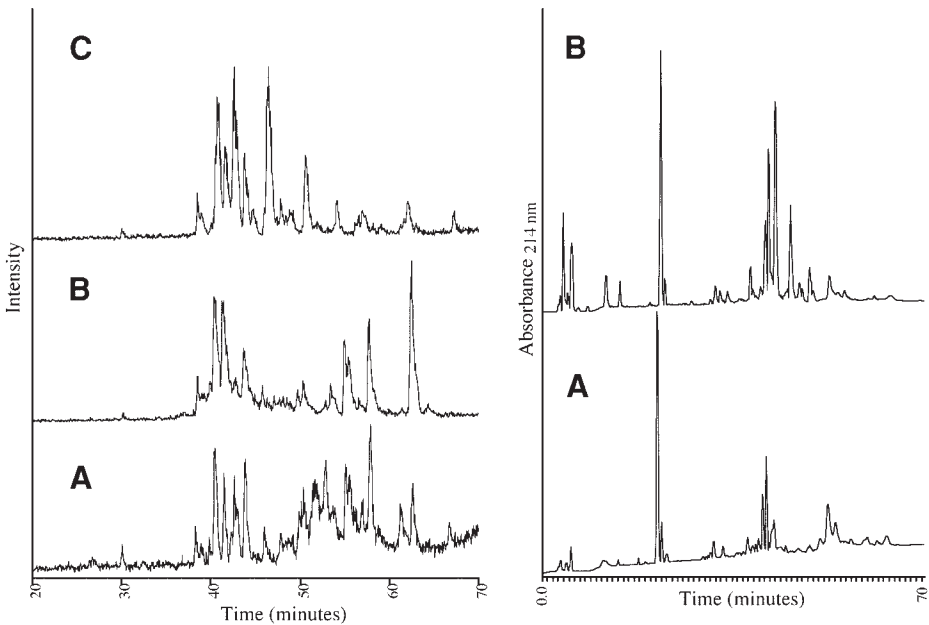 C
B
A
Intensity
20 30 40 50 60 70
Time (minutes)
B
A
Absorbance 214 nm
0.0 70
Time (minutes)